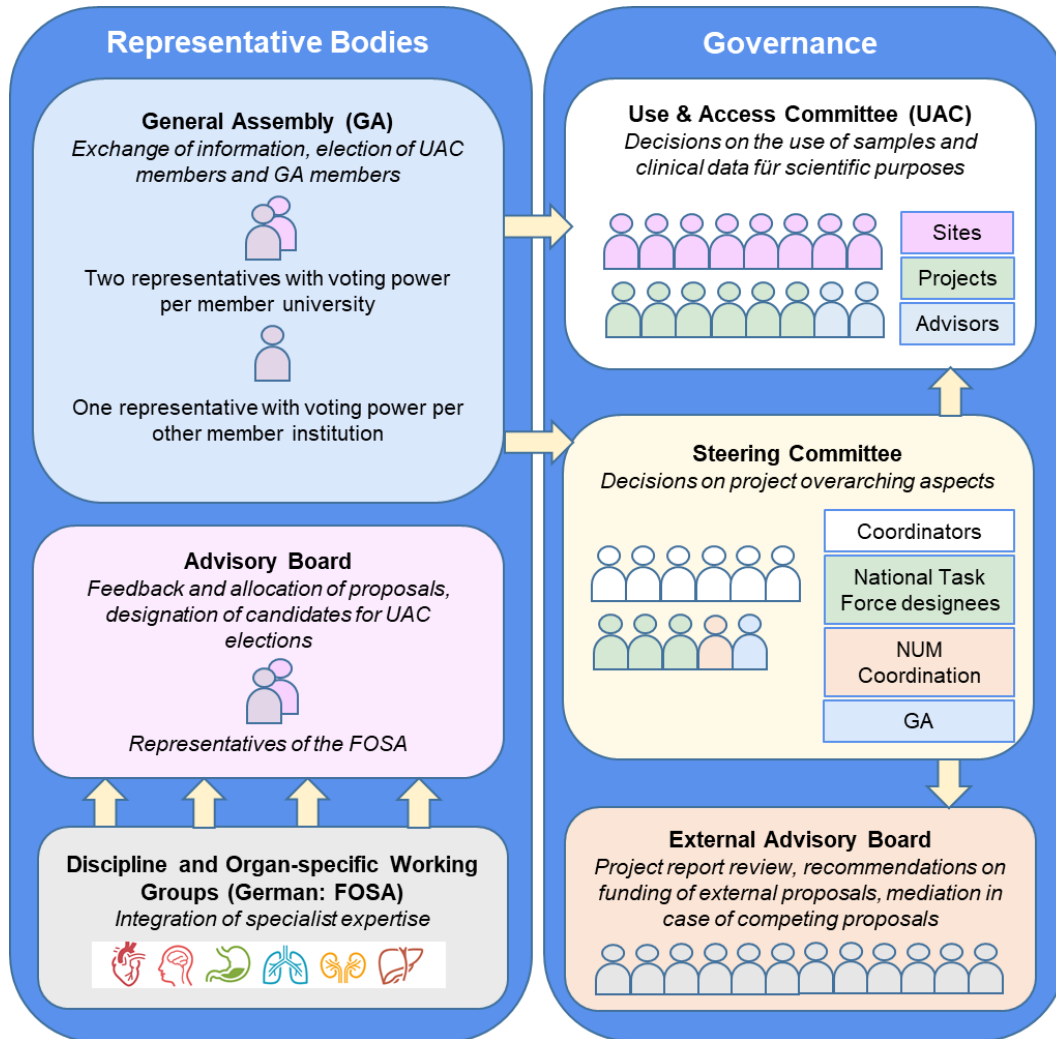 Representative Bodies
General Assembly (GA)
Exchange of information, election of UAC
members and GA members
Two representatives with voting power
per member university
One representative with voting power per
other member institution
Advisory Board
Feedback and allocation of proposals,
designation of candidates for UAC
elections
Representatives of the FOSA
Discipline and Organ-specific Working
Groups (German: FOSA)
Integration of specialist expertise
Governance
Use & Access Committee (UAC)
Decisions on the use of samples and
clinical data für scientific purposes
Sites
Projects
Advisors
Steering Committee
Decisions on project overarching aspects
Coordinators
National Task
Force designees
NUM
Coordination
GA
External Advisory Board
Project report review, recommendations on
funding of external proposals, mediation in
case of competing proposals